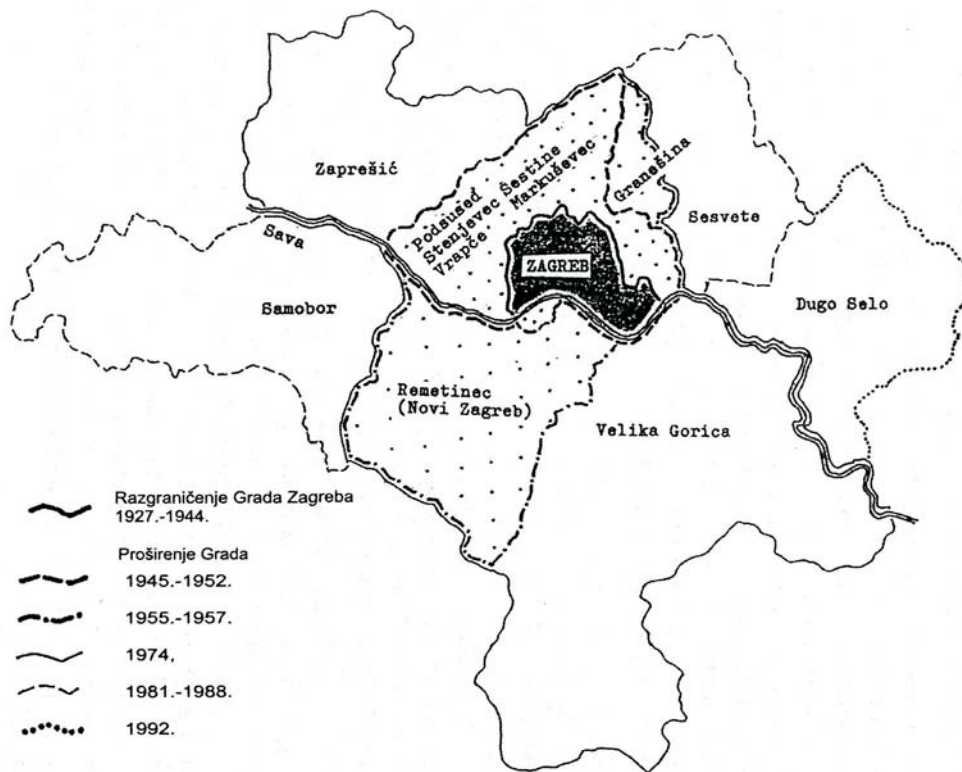 Zaprešić
Podsused
Stenjevec Šestine
Vrapče Markuševec
Granešina
Sesvete
Sava
ZAGREB
Samobor
Dugo Selo
Remetinec
(Novi Zagreb)
Velika Gorica
Razgraničenje Grada Zagreba
1927.-1944.
Proširenje Grada
1945.-1952.
1955.-1957.
1974,
1981.-1988.
1992.